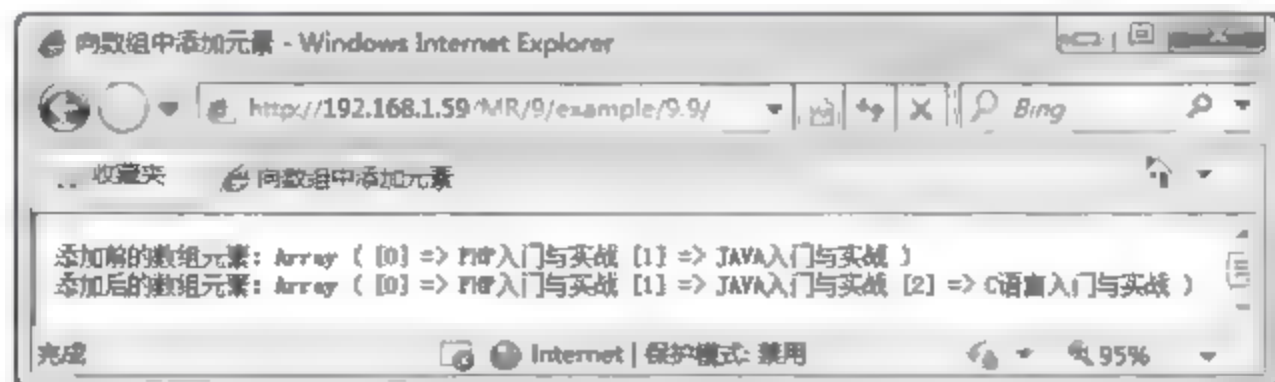 向数组中添加元素 - Windows Internet Explorer
http://192.168.1.59/MR/9/example/9.9/ Bing
收藏夹 向数组中添加元素
添加前的数组元素: Array ( [0] => PHP入门与实战 [1] => JAVA入门与实战 )
添加后的数组元素: Array ( [0] => PHP入门与实战 [1] => JAVA入门与实战 [2] => C语言入门与实战 )
完成 Internet | 保护模式: 禁用 95%